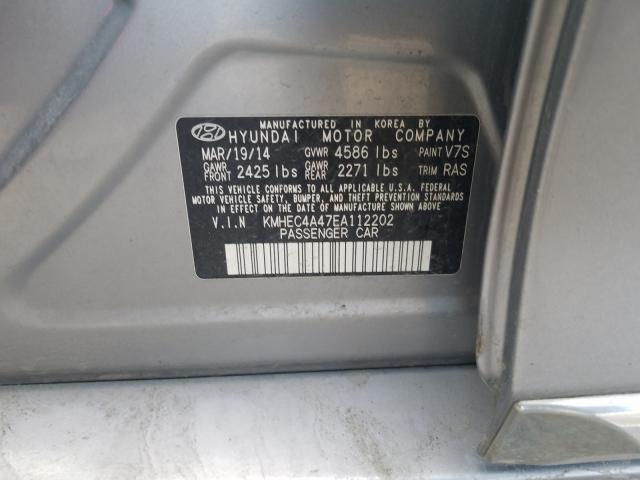 MANUFACTURED IN KOREA BY
HYUNDAI MOTOR COMPANY
MAR/19/14 GVWR 4586 lbs PAINT V7S
GAWR FRONT 2425 lbs GAWR REAR 2271 lbs TRIM RAS
THIS VEHICLE CONFORMS TO ALL APPLICABLE U.S.A. FEDERAL
MOTOR VEHICLE SAFETY, BUMPER, AND THEFT PREVENTION STANDARDS
IN EFFECT ON THE DATE OF MANUFACTURE SHOWN ABOVE.
V.I.N KMHEC4A47EA112202
PASSENGER CAR